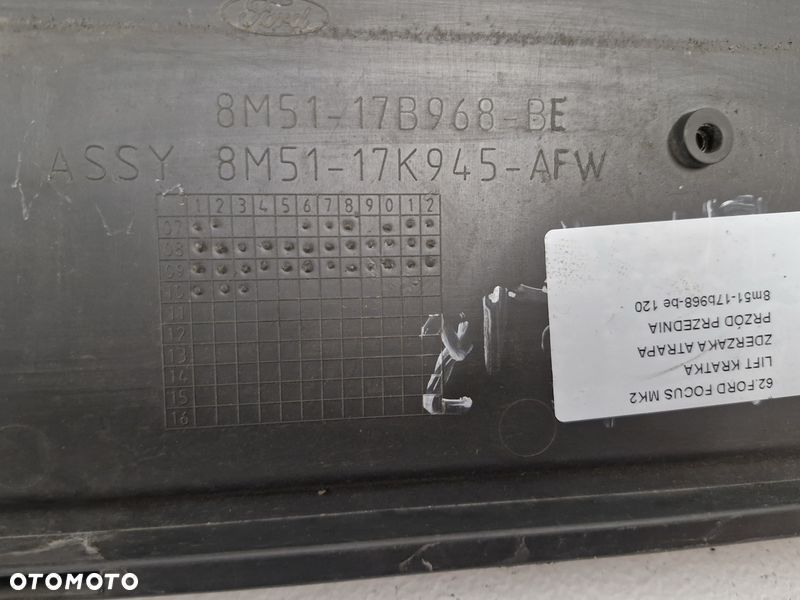 Ford
8M51-17B968-BE
ASSY 8M51-17K945-AFW
1 2 3 4 5 6 7 8 9 0 1 2
07
08
09
10
11
12
13
14
15
16
62.FORD FOCUS MK2
LIFT KRATKA
ZDERZAKA ATRAPA
PRZÓD PRZEDNIA
8m51-17b968-be 120
OTOMOTO